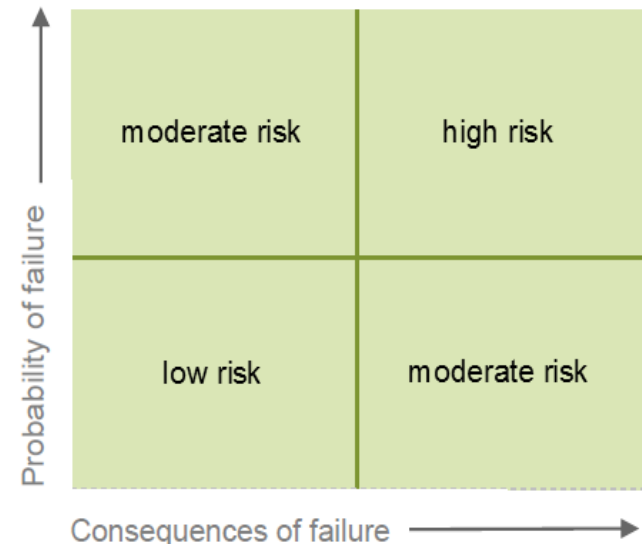 Probability of failure
moderate risk
high risk
low risk
moderate risk
Consequences of failure